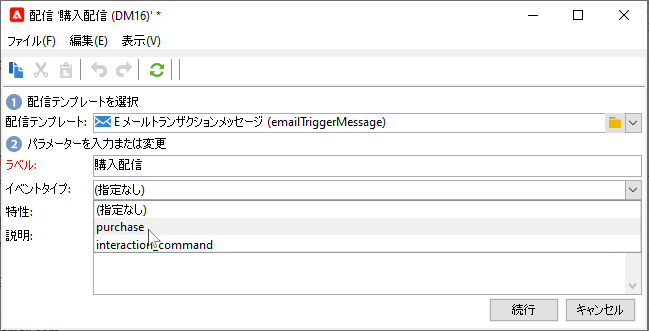 配信 '購入配信 (DM16)' *
ファイル(F) 編集(E) 表示(V)
1 配信テンプレートを選択
配信テンプレート: Eメールトランザクションメッセージ (emailTriggerMessage)
2 パラメーターを入力または変更
ラベル: 購入配信
イベントタイプ: (指定なし)
特性: (指定なし)
purchase
説明:
interaction_command
続行 キャンセル